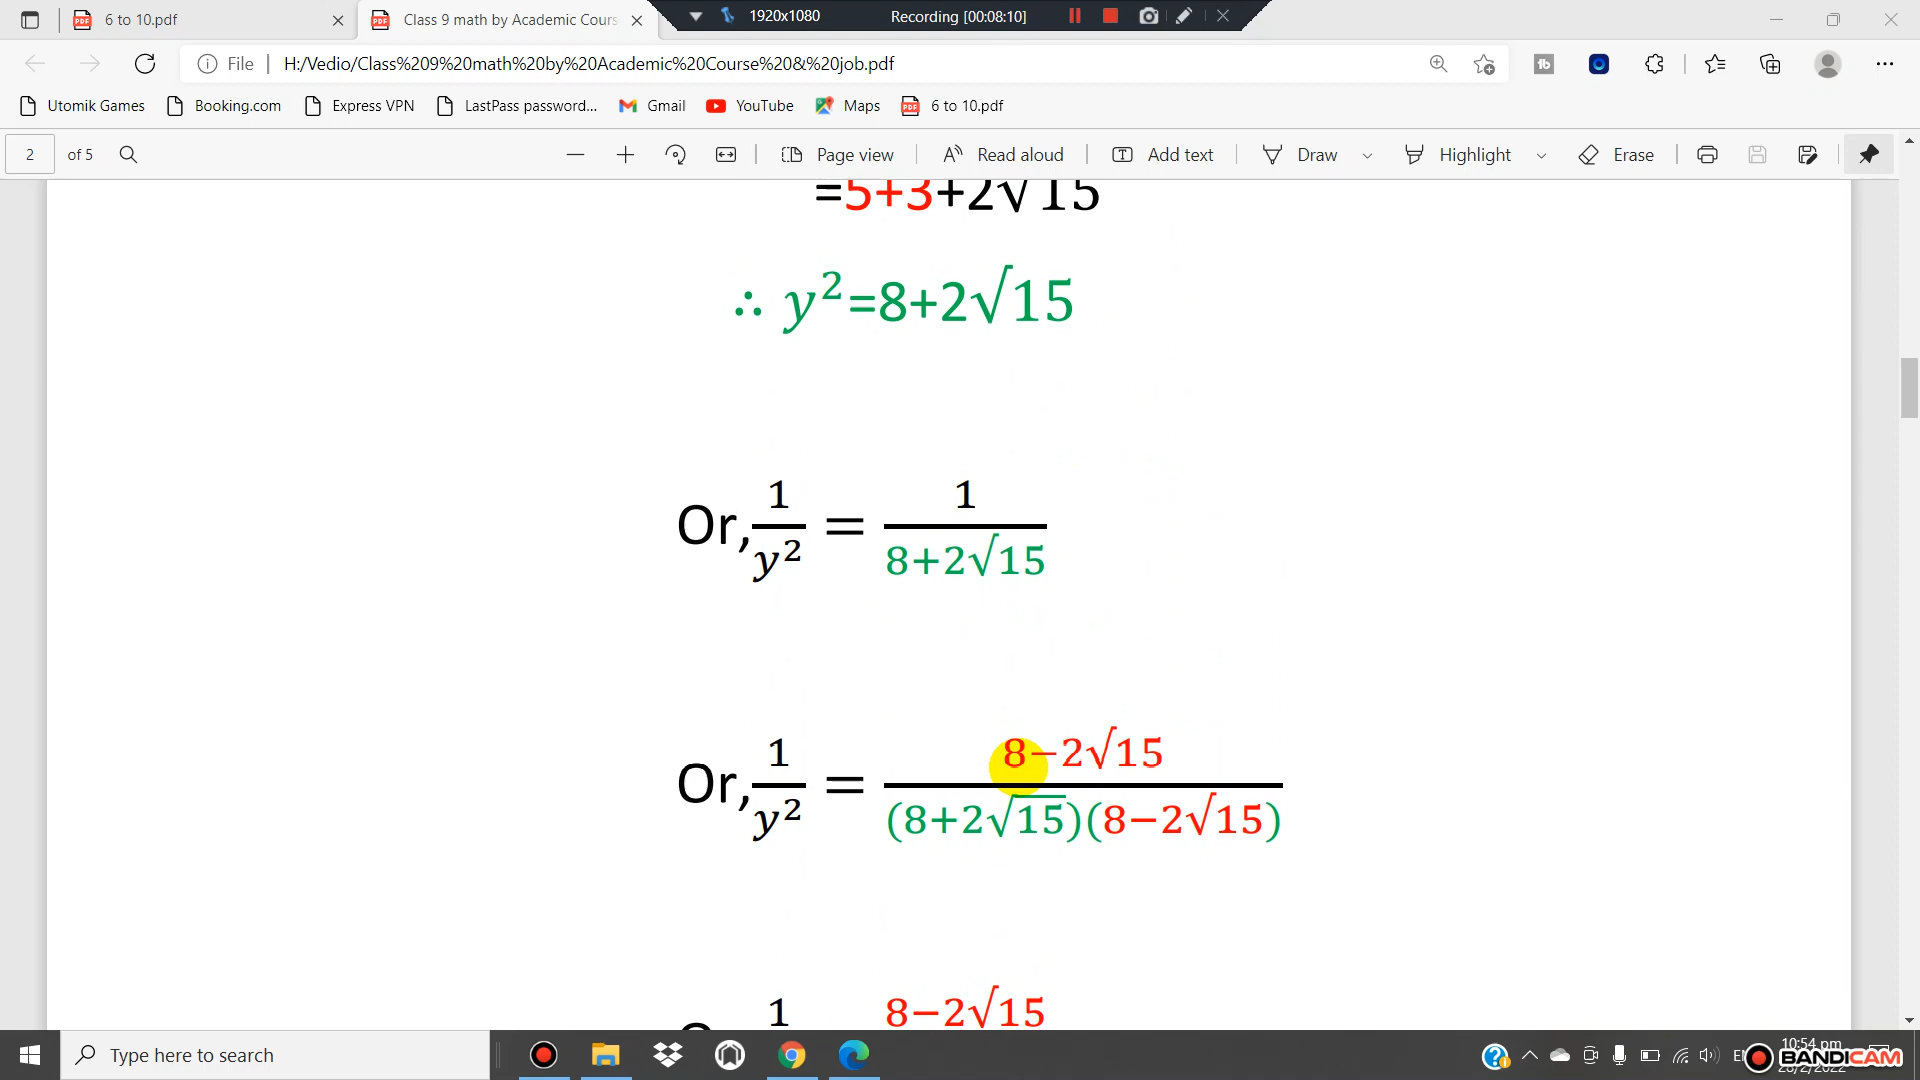 6 to 10.pdf
Class 9 math by Academic Cours
1920x1080
Recording [00:08:10]
File
H:/Vedio/Class%209%20math%20by%20Academic%20Course%20&%20job.pdf
Utomik Games
Booking.com
Express VPN
LastPass password...
Gmail
YouTube
Maps
6 to 10.pdf
2 of 5
Page view
Read aloud
Add text
Draw
Highlight
Erase
=5+3+2√15
∴ y²=8+2√15
Or, 1/y² = 1/(8+2√15)
Or, 1/y² = (8−2√15)/((8+2√15)(8−2√15))
1 8−2√15
Type here to search
10:54 pm
BANDICAM